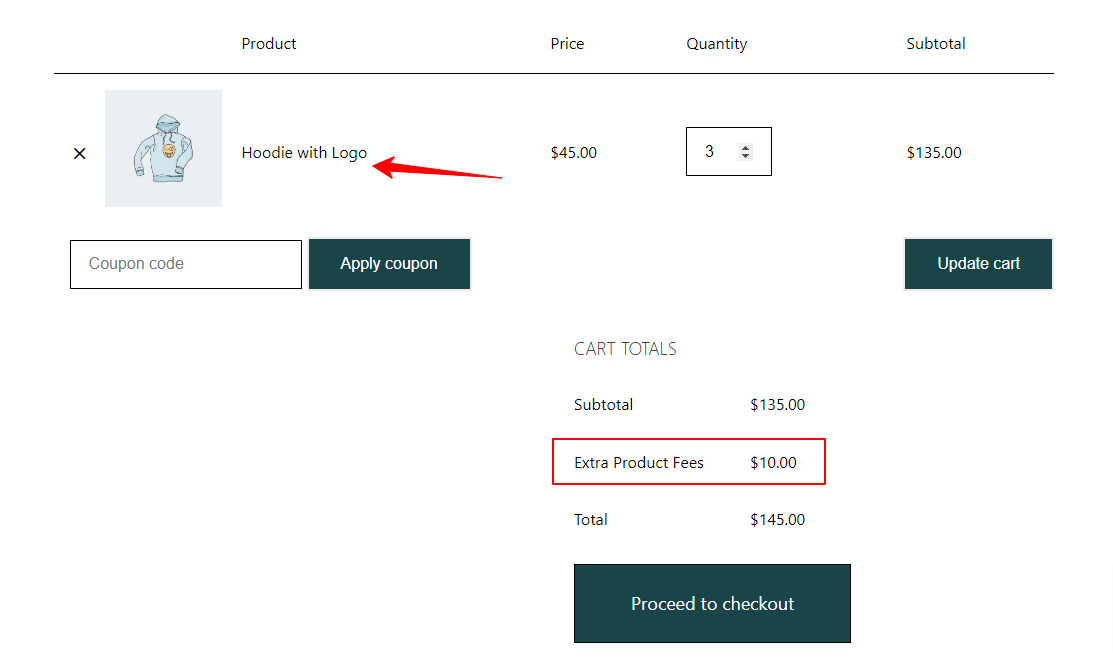 Product Price Quantity Subtotal
× Hoodie with Logo $45.00 3 $135.00
Coupon code Apply coupon Update cart
CART TOTALS
Subtotal $135.00
Extra Product Fees $10.00
Total $145.00
Proceed to checkout